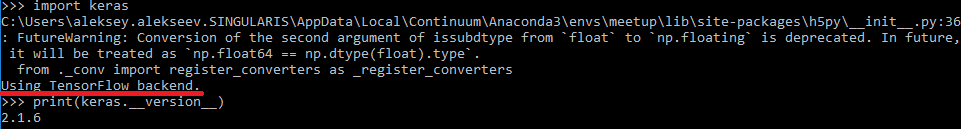 >>> import keras
C:\Users\aleksey.alekseev.SINGULARIS\AppData\Local\Continuum\Anaconda3\envs\meetup\lib\site-packages\h5py\__init__.py:36
: FutureWarning: Conversion of the second argument of issubdtype from `float` to `np.floating` is deprecated. In future,
 it will be treated as `np.float64 == np.dtype(float).type`.
  from ._conv import register_converters as _register_converters
Using TensorFlow backend.
>>> print(keras.__version__)
2.1.6